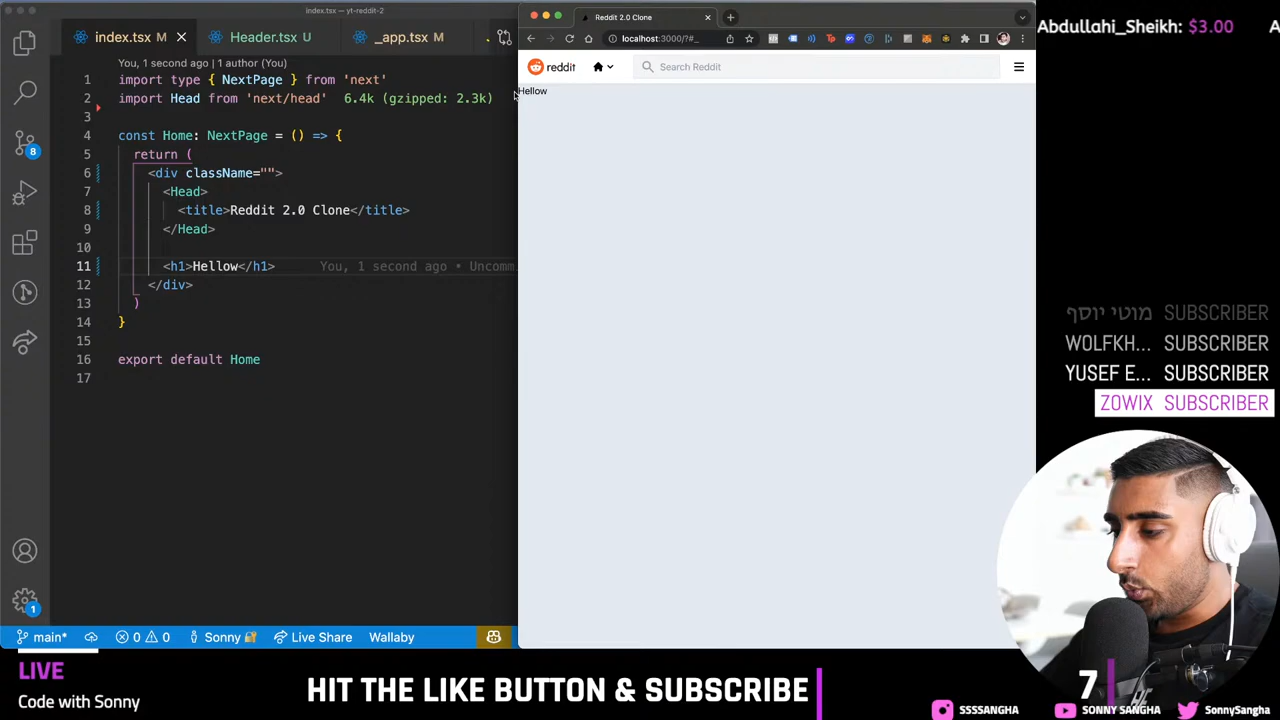 index.tsx — yt-reddit-2
index.tsx M
Header.tsx U
_app.tsx M
You, 1 second ago | 1 author (You)
1 import type { NextPage } from 'next'
2 import Head from 'next/head' 6.4k (gzipped: 2.3k)
3
4 const Home: NextPage = () => {
5 return (
6 <div className="">
7 <Head>
8 <title>Reddit 2.0 Clone</title>
9 </Head>
10
11 <h1>Hellow</h1> You, 1 second ago • Uncomm
12 </div>
13 )
14 }
15
16 export default Home
17
8
1
main*
0 0
Sonny
Live Share
Wallaby
Reddit 2.0 Clone
localhost:3000/?#_
reddit
Search Reddit
Hellow
Abdullahi_Sheikh: $3.00
מוטי יוסף SUBSCRIBER
WOLFKH... SUBSCRIBER
YUSEF E... SUBSCRIBER
ZOWIX SUBSCRIBER
LIVE
Code with Sonny
HIT THE LIKE BUTTON & SUBSCRIBE
7
SSSSANGHA
SONNY SANGHA
SonnySangha